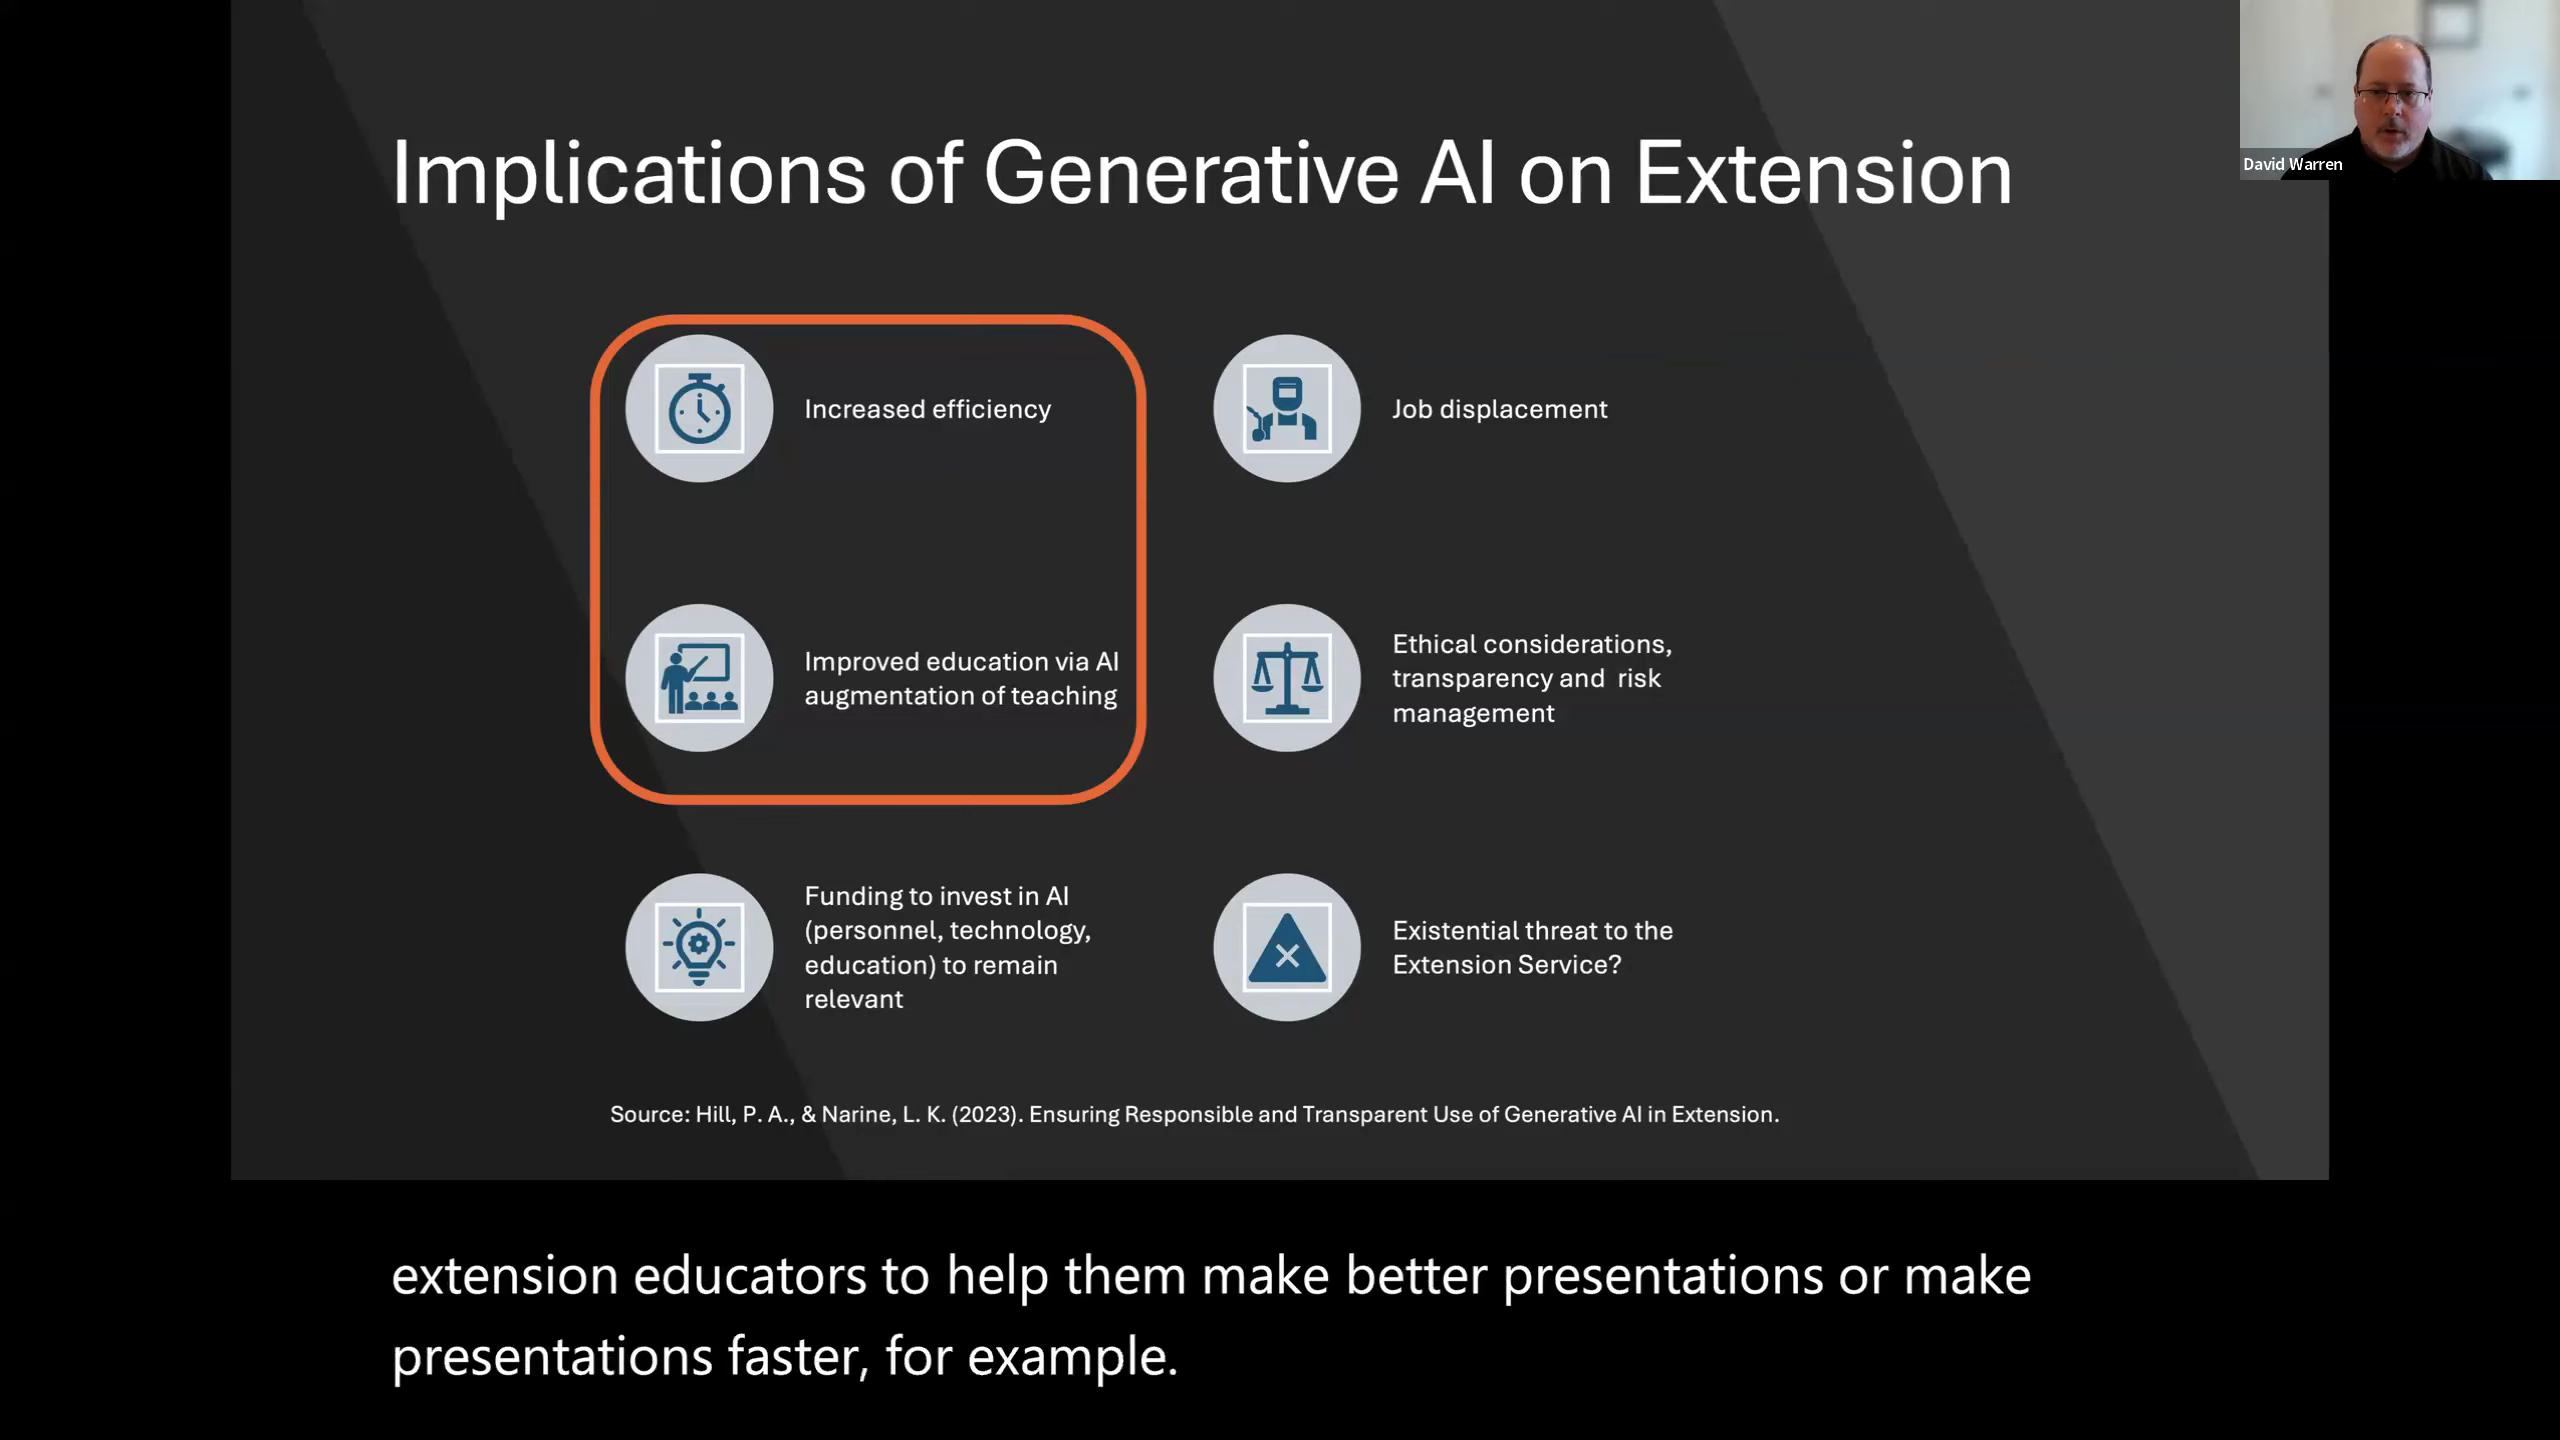 Implications of Generative AI on Extension
David Warren
Increased efficiency
Job displacement
Improved education via AI
augmentation of teaching
Ethical considerations,
transparency and  risk
management
Funding to invest in AI
(personnel, technology,
education) to remain
relevant
Existential threat to the
Extension Service?
Source: Hill, P. A., & Narine, L. K. (2023). Ensuring Responsible and Transparent Use of Generative AI in Extension.
extension educators to help them make better presentations or make
presentations faster, for example.